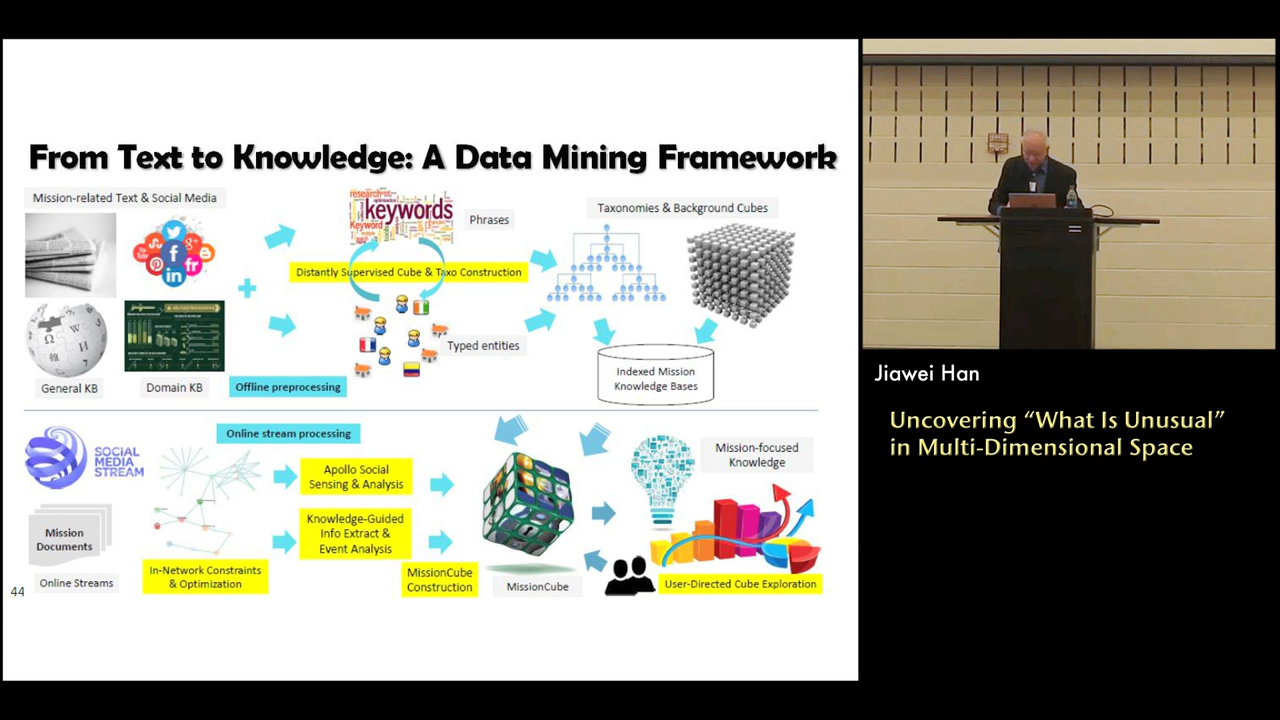 From Text to Knowledge: A Data Mining Framework
Mission-related Text & Social Media
research
keywords
Keyword
Phrases
Taxonomies & Background Cubes
Distantly Supervised Cube & Taxo Construction
Typed entities
Indexed Mission
Knowledge Bases
General KB
Domain KB
Offline preprocessing
Online stream processing
SOCIAL
MEDIA
STREAM
Apollo Social
Sensing & Analysis
Mission-focused
Knowledge
Mission
Documents
Knowledge-Guided
Info Extract &
Event Analysis
Online Streams
In-Network Constraints
& Optimization
MissionCube
Construction
MissionCube
User-Directed Cube Exploration
44
Jiawei Han
Uncovering “What Is Unusual”
in Multi-Dimensional Space